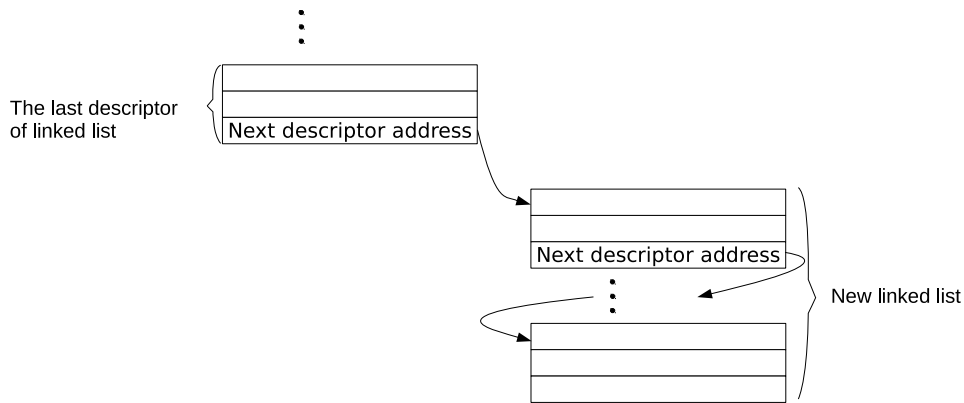 The last descriptor
of linked list
Next descriptor address
Next descriptor address
New linked list